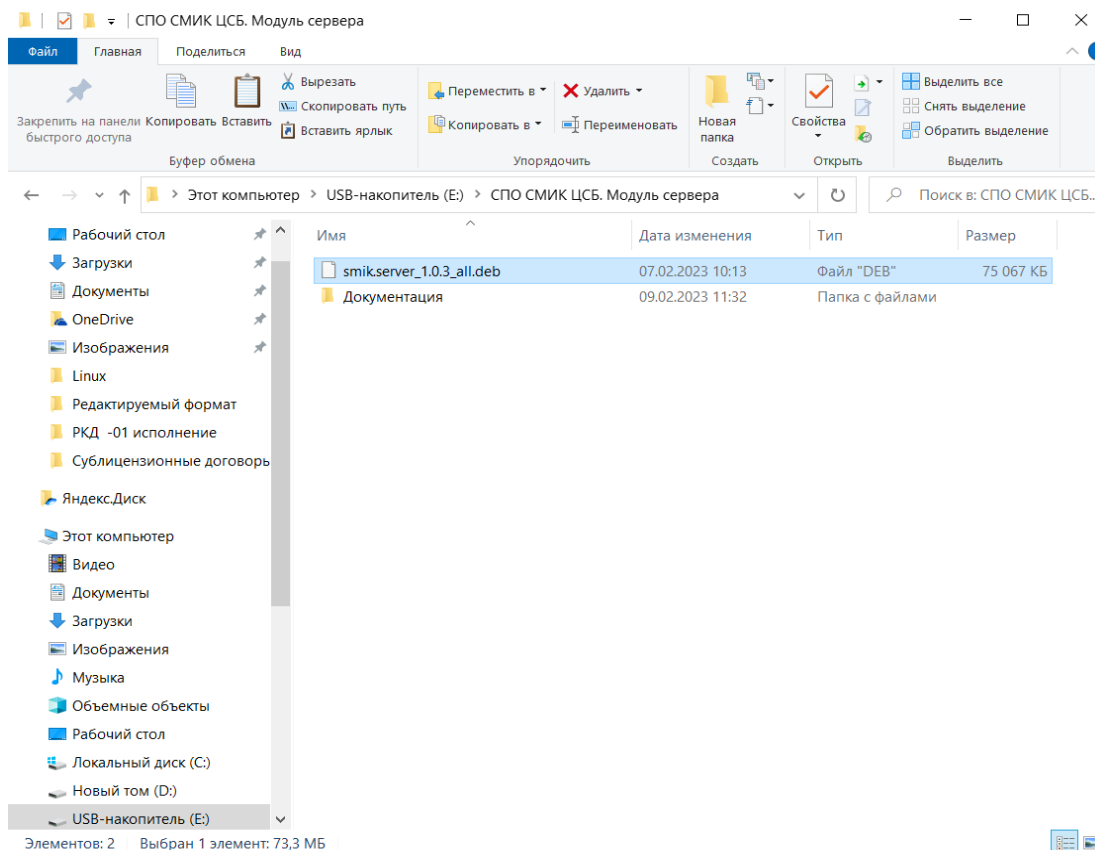 СПО СМИК ЦСБ. Модуль сервера
Файл Главная Поделиться Вид
Закрепить на панели быстрого доступа
Копировать
Вставить
Вырезать
Скопировать путь
Вставить ярлык
Буфер обмена
Переместить в
Копировать в
Удалить
Переименовать
Упорядочить
Новая папка
Создать
Свойства
Открыть
Выделить все
Снять выделение
Обратить выделение
Выделить
Этот компьютер > USB-накопитель (E:) > СПО СМИК ЦСБ. Модуль сервера
Поиск в: СПО СМИК ЦСБ...
Рабочий стол
Загрузки
Документы
OneDrive
Изображения
Linux
Редактируемый формат
РКД -01 исполнение
Сублицензионные договоры
Яндекс.Диск
Этот компьютер
Видео
Документы
Загрузки
Изображения
Музыка
Объемные объекты
Рабочий стол
Локальный диск (C:)
Новый том (D:)
USB-накопитель (E:)
Имя Дата изменения Тип Размер
smik.server_1.0.3_all.deb 07.02.2023 10:13 Файл "DEB" 75 067 КБ
Документация 09.02.2023 11:32 Папка с файлами
Элементов: 2 Выбран 1 элемент: 73,3 МБ